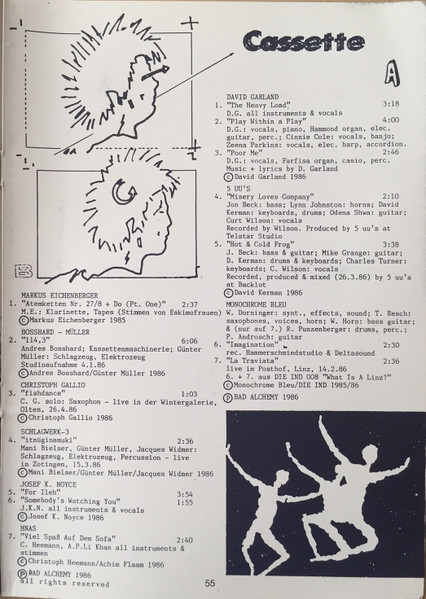 Cassette
A
DAVID GARLAND
1. "The Heavy Load" 3:18
D.G. all instruments & vocals
2. "Play Within a Play" 4:00
D.G.: vocals, piano, Hammond organ, elec.
guitar, perc.; Cinnie Cole: vocals, banjo;
Zeena Parkins: vocals, elec. harp, accordion.
3. "Poor Me" 2:46
D.G.: vocals, Farfisa organ, casio, perc.
Music + lyrics by D. Garland
©David Garland 1986
5 UU'S
4. "Misery Loves Company" 2:10
Jon Beck: bass; Lynn Johnston: horns; David
Kerman: keyboards, drums; Odena Shwa: guitar;
Curt Wilson: vocals
Recorded by Wilson. Produced by 5 uu's at
Telstar Studio
5. "Hot & Cold Frog" 3:38
J. Beck: bass & guitar; Mike Grange: guitar;
D. Kerman: drums & keyboards; Charles Turner:
keyboards; C. Wilson: vocals
Recorded, produced & mixed (26.3.86) by 5 uu's
at Backlot
©David Kerman 1986
MONOCHROME BLEU
W. Dorninger: synth., effects, sound; T. Resch:
saxophones, voices, horn; W. Horn: bass guitar;
& (nur auf 7.) R. Punzenberger: drums, perc.;
P. Androsch: guitar
6. "Imagination" 2:30
rec. Hammerschmiedstudio & Deltasound
7. "La Traviata" 2:36
live im Posthof, Linz, 14.2.86
6. + 7. aus DIE IND 008 "What Is A Linz?"
©Monochrome Bleu/DIE IND 1985/86
℗ BAD ALCHEMY 1986
B
MARKUS EICHENBERGER
1. "Atemketten Nr. 27/8 + Do (Pt. One)" 2:37
M.E.: Klarinette, Tapes (Stimmen von Eskimofrauen)
©Markus Eichenberger 1985
BOSSHARD - MÜLLER
2. "114,3" 6:06
Andres Bosshard; Kassettenmaschinerie; Günter
Müller: Schlagzeug, Elektrozeug
Studioaufnahme 4.1.86
©Andres Bosshard/Günter Müller 1986
CHRISTOPH GALLIO
3. "fishdance" 1:03
C. G. solo: Saxophon - live in der Wintergalerie,
Olten, 26.4.86
©Christoph Gallio 1986
SCHLAGWERK-3
4. "itnüginamuki" 2:36
Mani Bielser, Günter Müller, Jacques Widmer:
Schlagzeug, Elektrozeug, Percussion - live
in Zofingen, 15.3.86
©Mani Bielser/Günter Müller/Jacques Widmer 1986
JOSEF K. NOYCE
5. "For Ileh" 3:54
6. "Somebody's Watching You" 1:55
J.K.N. all instruments & vocals
©Josef K. Noyce 1986
HNAS
7. "Viel Spaß Auf Dem Sofa" 2:40
C. Heemann, A.P.Li Khan all instruments &
stimmen
©Christoph Heemann/Achim Flaam 1986
℗ BAD ALCHEMY 1986
all rights reserved
55